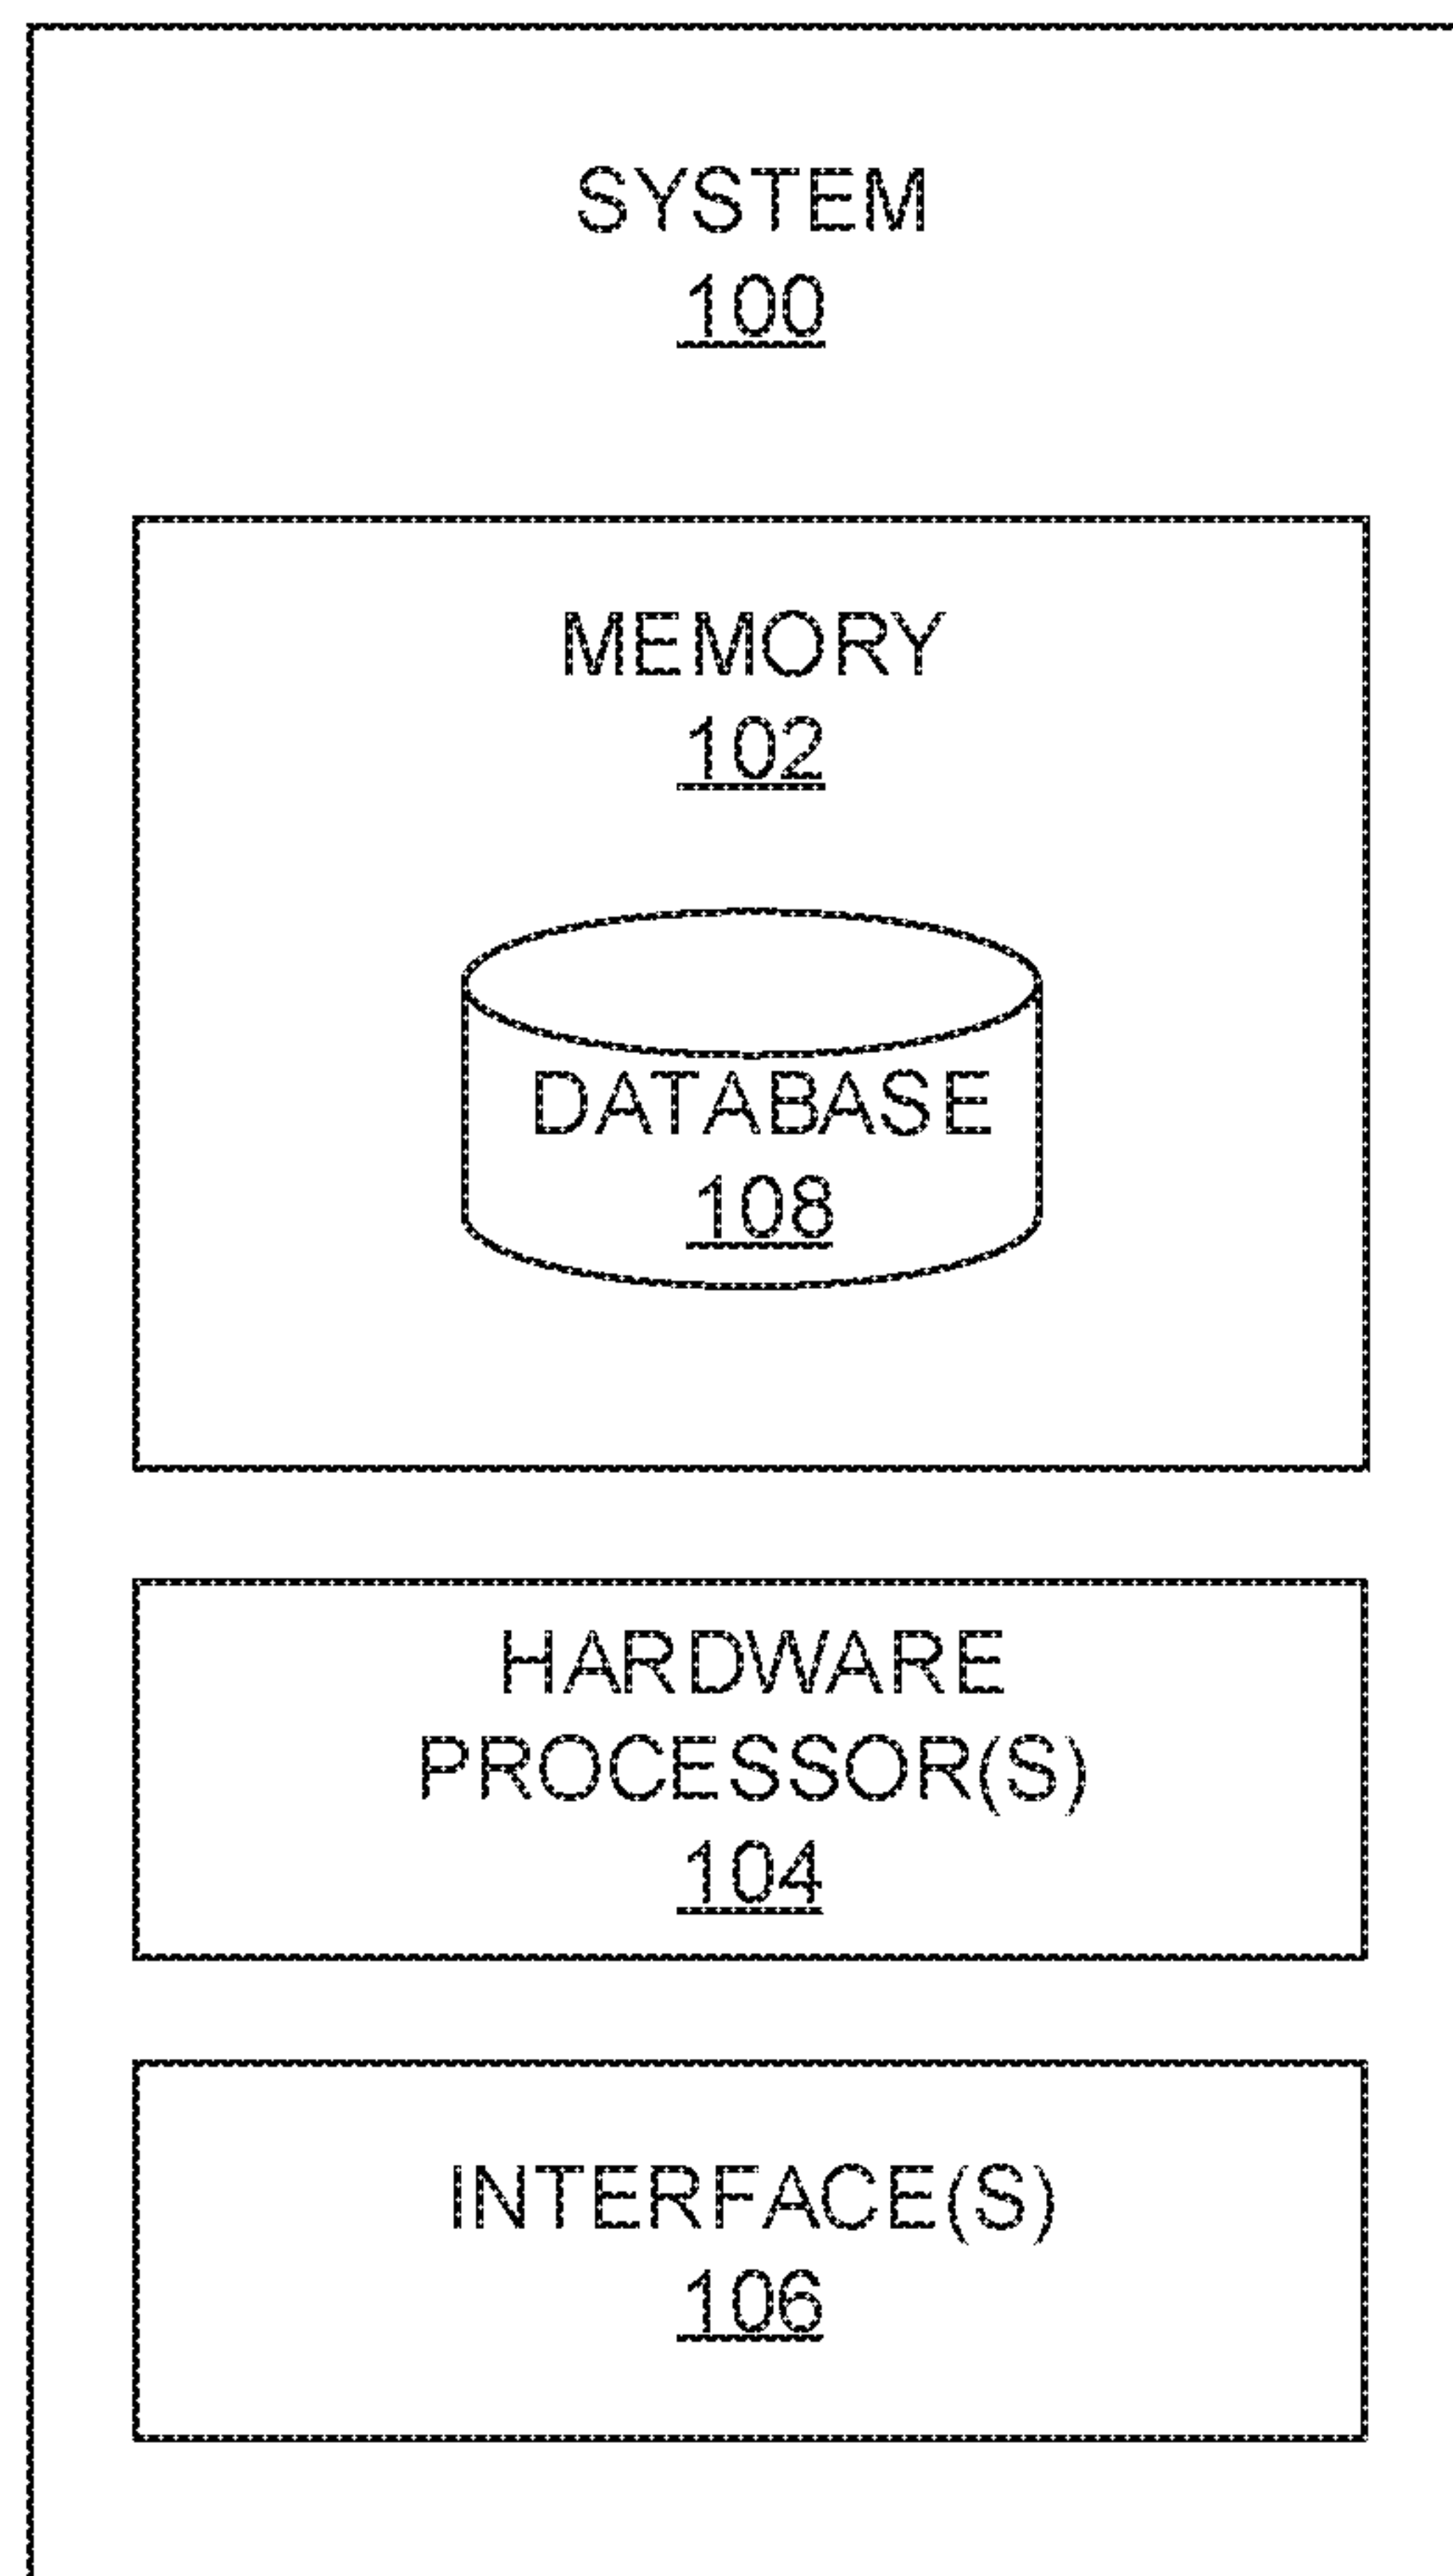 SYSTEM
100
MEMORY
102
DATABASE
108
HARDWARE
PROCESSOR(S)
104
INTERFACE(S)
106